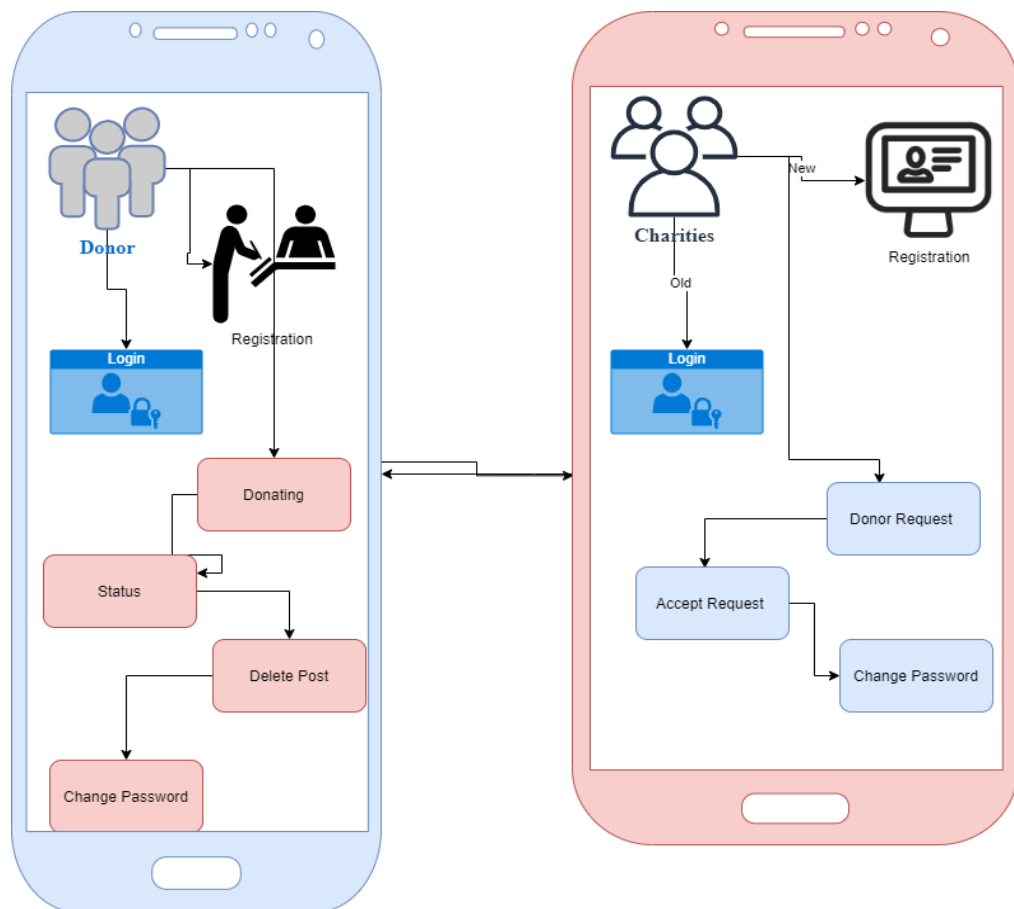 Donor
Registration
Login
Donating
Status
Delete Post
Change Password
Charities
New
Registration
Old
Login
Donor Request
Accept Request
Change Password